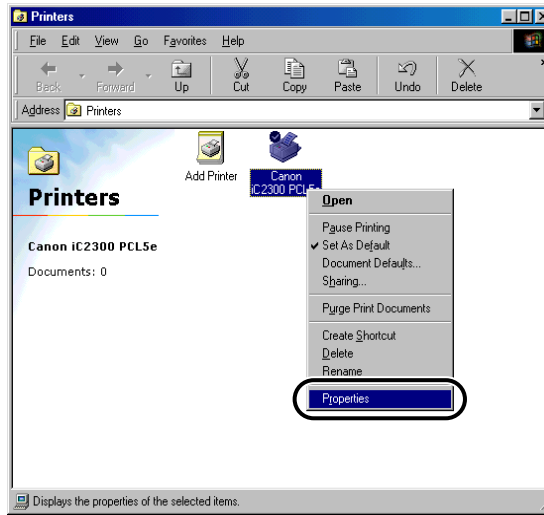 Printers
File Edit View Go Favorites Help
Back Forward Up Cut Copy Paste Undo Delete
Address Printers
Printers
Canon iC2300 PCL5e
Documents: 0
Add Printer
Canon
iC2300 PCL5e
Open
Pause Printing
Set As Default
Document Defaults...
Sharing...
Purge Print Documents
Create Shortcut
Delete
Rename
Properties
Displays the properties of the selected items.